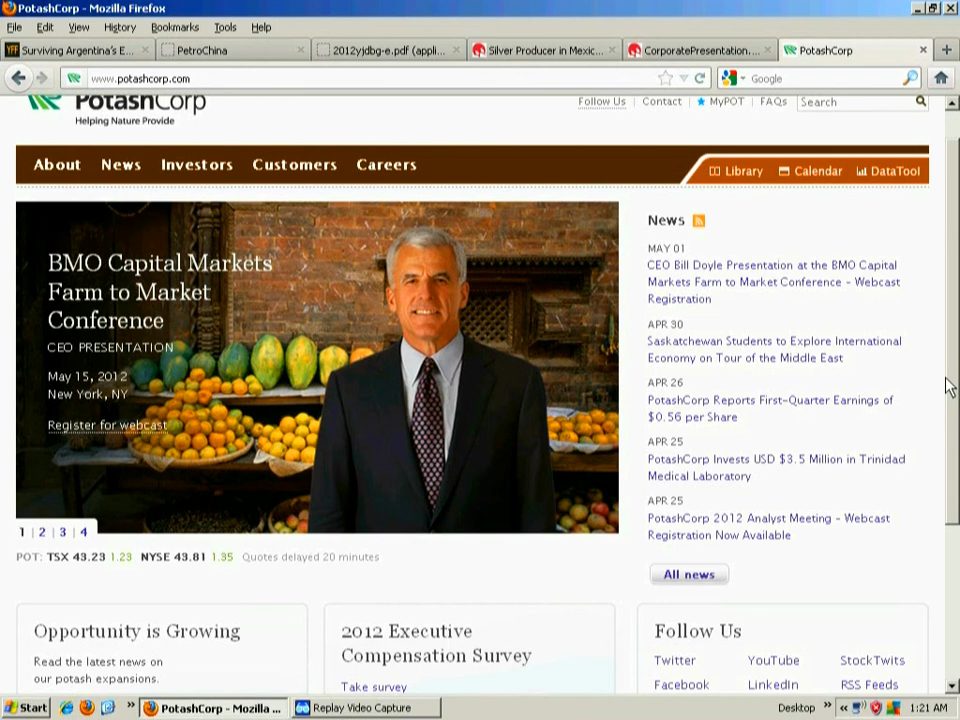 PotashCorp - Mozilla Firefox
File Edit View History Bookmarks Tools Help
Surviving Argentina's E... PetroChina 2012yjdbg-e.pdf (appli... Silver Producer in Mexic... CorporatePresentation.... PotashCorp
www.potashcorp.com Google
PotashCorp
Helping Nature Provide
Follow Us Contact MyPOT FAQs Search
About News Investors Customers Careers
Library Calendar DataTool
BMO Capital Markets
Farm to Market
Conference
CEO PRESENTATION
May 15, 2012
New York, NY
Register for webcast
1 | 2 | 3 | 4
POT: TSX 43.23 1.23 NYSE 43.81 1.35 Quotes delayed 20 minutes
News
MAY 01
CEO Bill Doyle Presentation at the BMO Capital
Markets Farm to Market Conference - Webcast
Registration
APR 30
Saskatchewan Students to Explore International
Economy on Tour of the Middle East
APR 26
PotashCorp Reports First-Quarter Earnings of
$0.56 per Share
APR 25
PotashCorp Invests USD $3.5 Million in Trinidad
Medical Laboratory
APR 25
PotashCorp 2012 Analyst Meeting - Webcast
Registration Now Available
All news
Opportunity is Growing
Read the latest news on
our potash expansions.
2012 Executive
Compensation Survey
Take survey
Follow Us
Twitter YouTube StockTwits
Facebook LinkedIn RSS Feeds
Start PotashCorp - Mozilla ... Replay Video Capture Desktop 1:21 AM